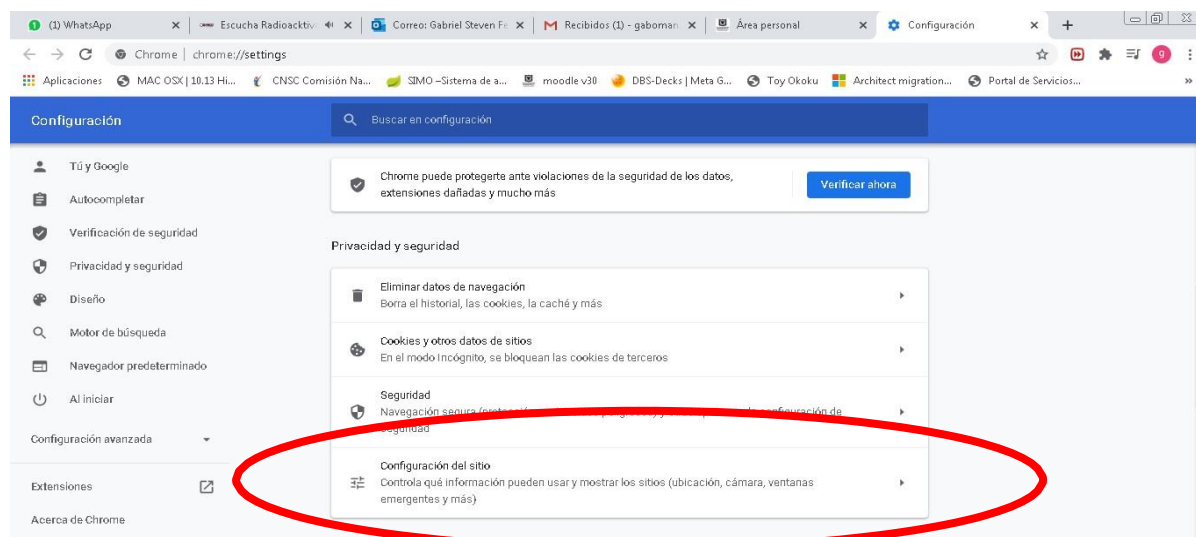 (1) WhatsApp
Escucha Radioacktiv
Correo: Gabriel Steven Fe
Recibidos (1) - gaboman
Área personal
Configuración
Chrome | chrome://settings
Aplicaciones
MAC OSX | 10.13 Hi...
CNSC Comisión Na...
SIMO –Sistema de a...
moodle v30
DBS-Decks | Meta G...
Toy Okoku
Architect migration...
Portal de Servicios...
»
Configuración
Buscar en configuración
Tú y Google
Autocompletar
Verificación de seguridad
Privacidad y seguridad
Diseño
Motor de búsqueda
Navegador predeterminado
Al iniciar
Configuración avanzada
Extensiones
Acerca de Chrome
Chrome puede protegerte ante violaciones de la seguridad de los datos,
extensiones dañadas y mucho más
Verificar ahora
Privacidad y seguridad
Eliminar datos de navegación
Borra el historial, las cookies, la caché y más
Cookies y otros datos de sitios
En el modo Incógnito, se bloquean las cookies de terceros
Seguridad
Navegación segura configuración de
seguridad
Configuración del sitio
Controla qué información pueden usar y mostrar los sitios (ubicación, cámara, ventanas
emergentes y más)